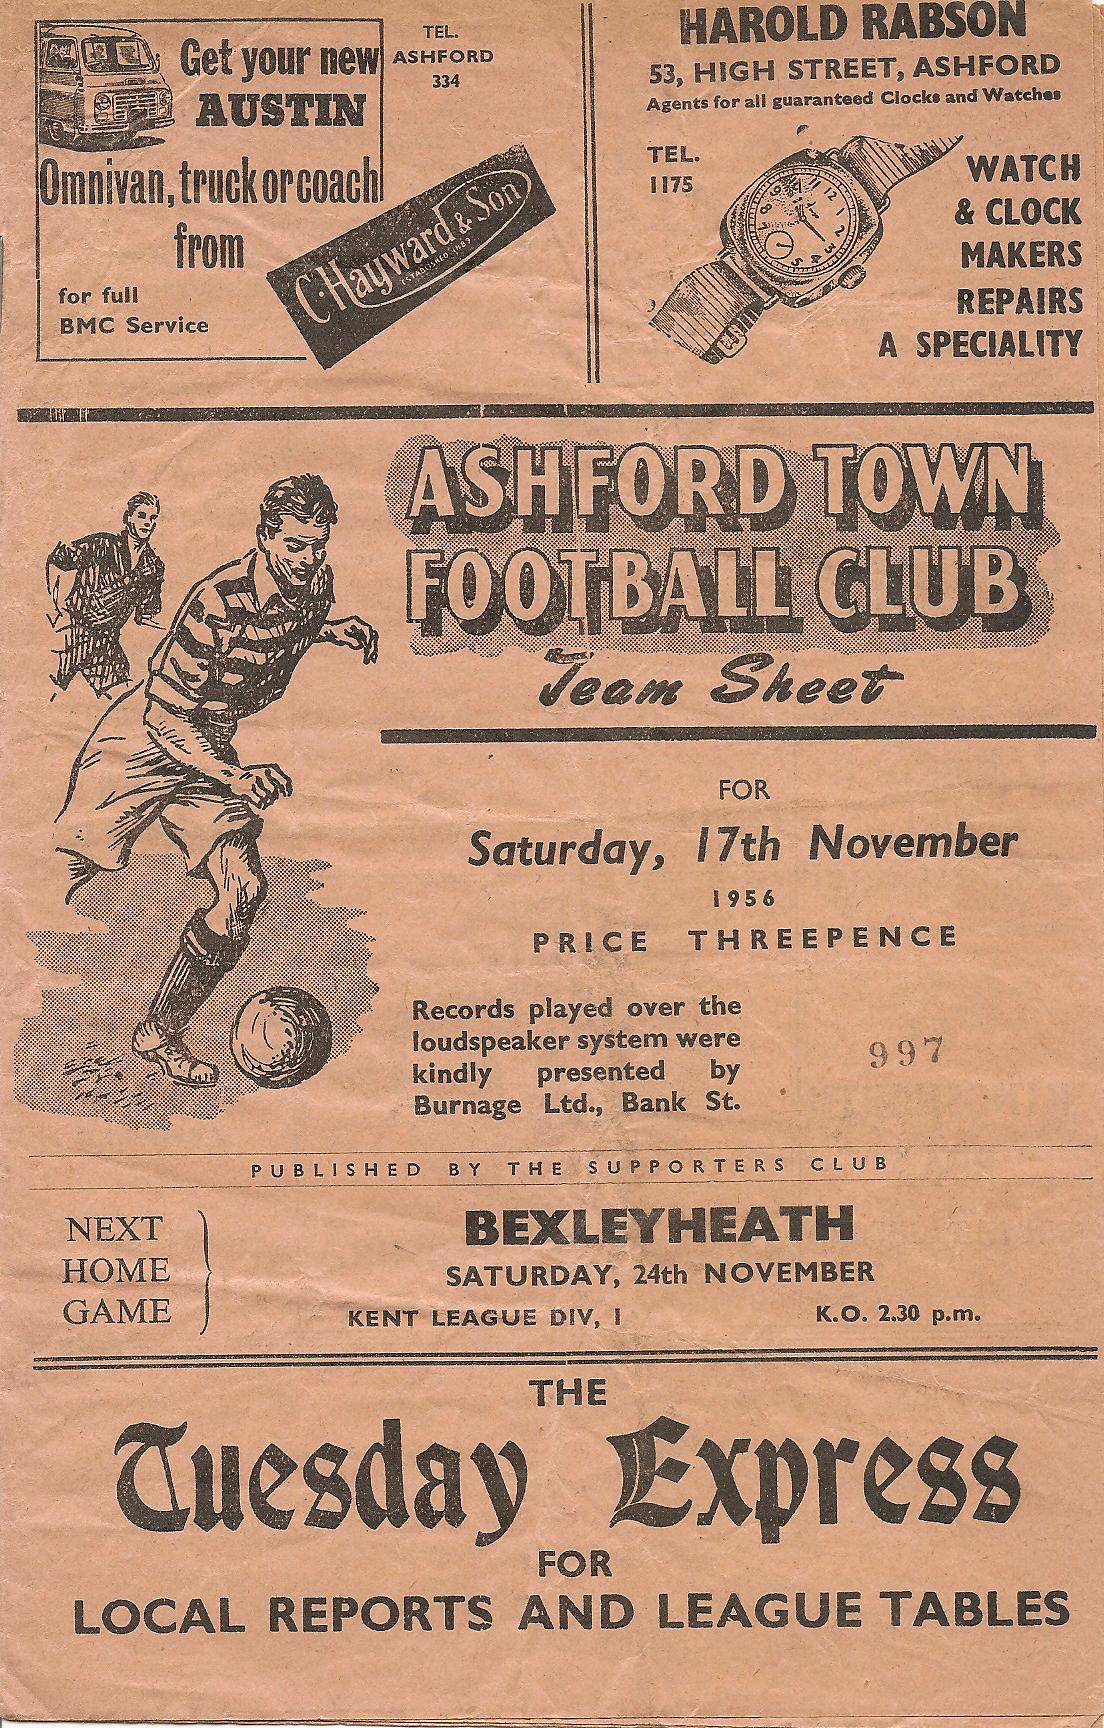 Get your new
AUSTIN
Omnivan, truck or coach
from
C. Hayward & Son
for full
BMC Service
TEL.
ASHFORD
334
HAROLD RABSON
53, HIGH STREET, ASHFORD
Agents for all guaranteed Clocks and Watches
TEL.
1175
WATCH
& CLOCK
MAKERS
REPAIRS
A SPECIALITY
ASHFORD TOWN
FOOTBALL CLUB
Team Sheet
FOR
Saturday, 17th November
1956
PRICE THREEPENCE
Records played over the
loudspeaker system were
kindly presented by
Burnage Ltd., Bank St.
997
PUBLISHED BY THE SUPPORTERS CLUB
NEXT
HOME
GAME
BEXLEYHEATH
SATURDAY, 24th NOVEMBER
KENT LEAGUE DIV, I K.O. 2.30 p.m.
THE
Tuesday Express
FOR
LOCAL REPORTS AND LEAGUE TABLES